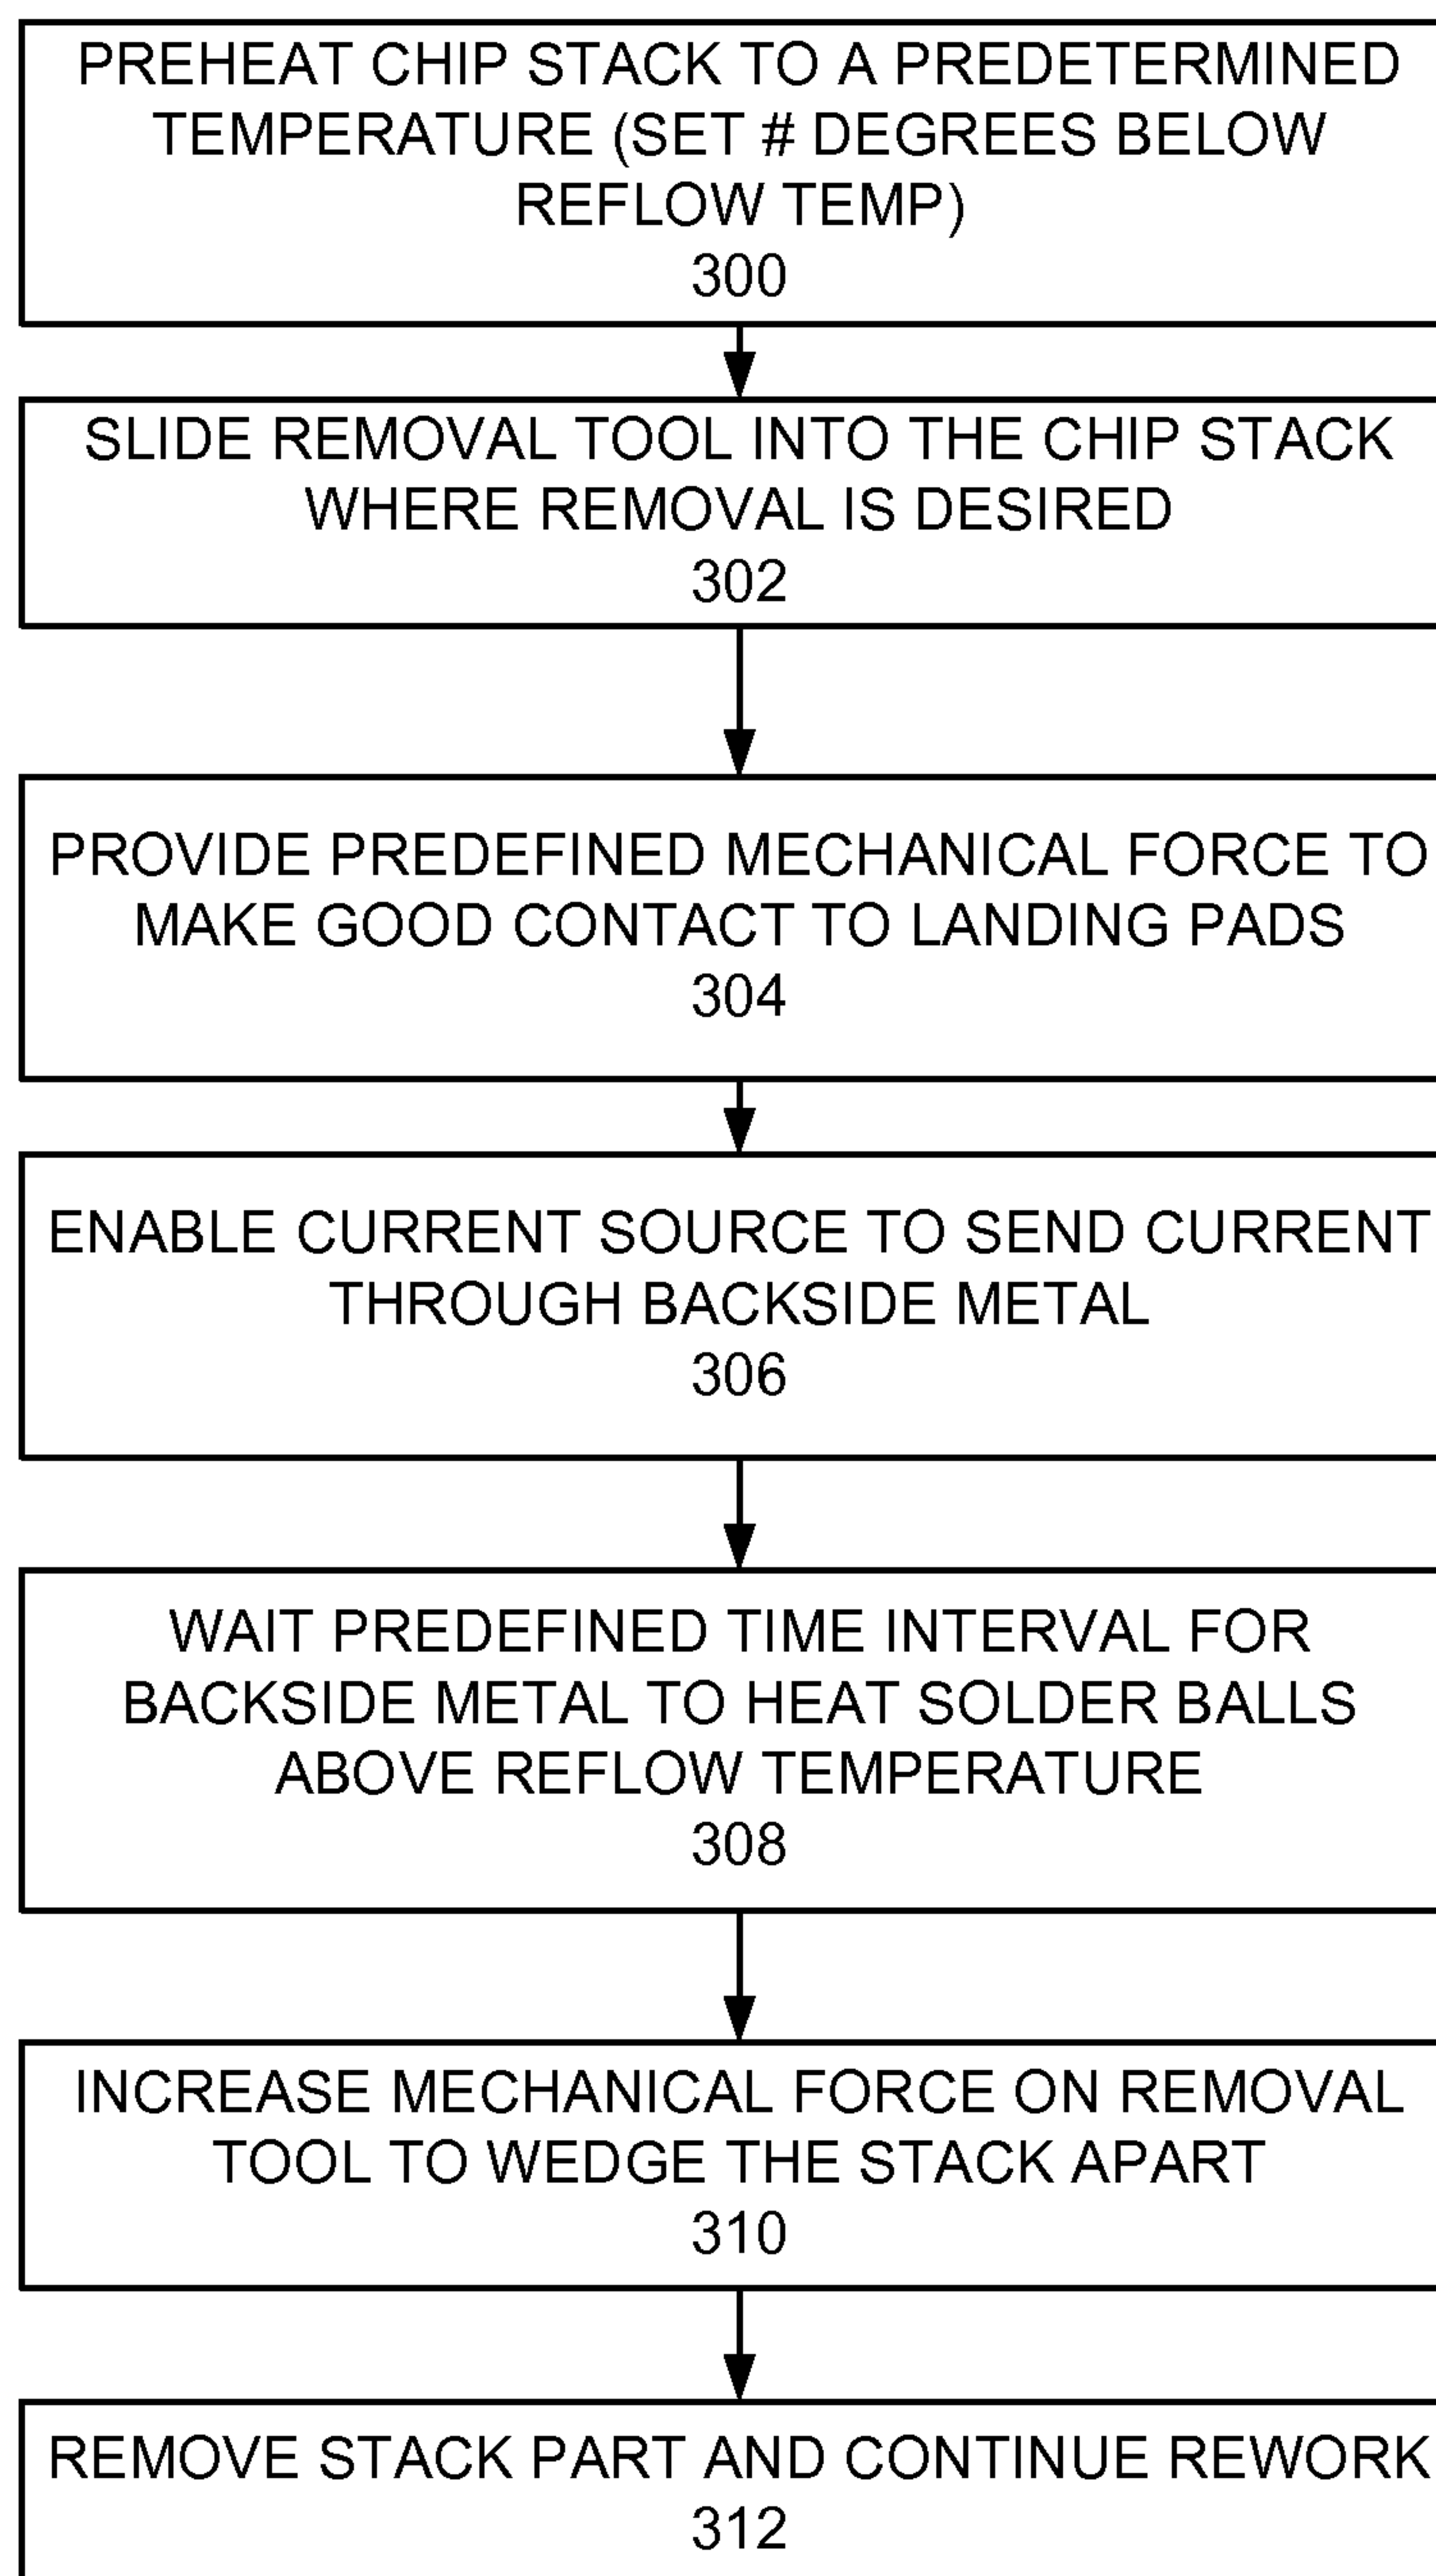 PREHEAT CHIP STACK TO A PREDETERMINED
TEMPERATURE (SET # DEGREES BELOW
REFLOW TEMP)
300
SLIDE REMOVAL TOOL INTO THE CHIP STACK
WHERE REMOVAL IS DESIRED
302
PROVIDE PREDEFINED MECHANICAL FORCE TO
MAKE GOOD CONTACT TO LANDING PADS
304
ENABLE CURRENT SOURCE TO SEND CURRENT
THROUGH BACKSIDE METAL
306
WAIT PREDEFINED TIME INTERVAL FOR
BACKSIDE METAL TO HEAT SOLDER BALLS
ABOVE REFLOW TEMPERATURE
308
INCREASE MECHANICAL FORCE ON REMOVAL
TOOL TO WEDGE THE STACK APART
310
REMOVE STACK PART AND CONTINUE REWORK
312